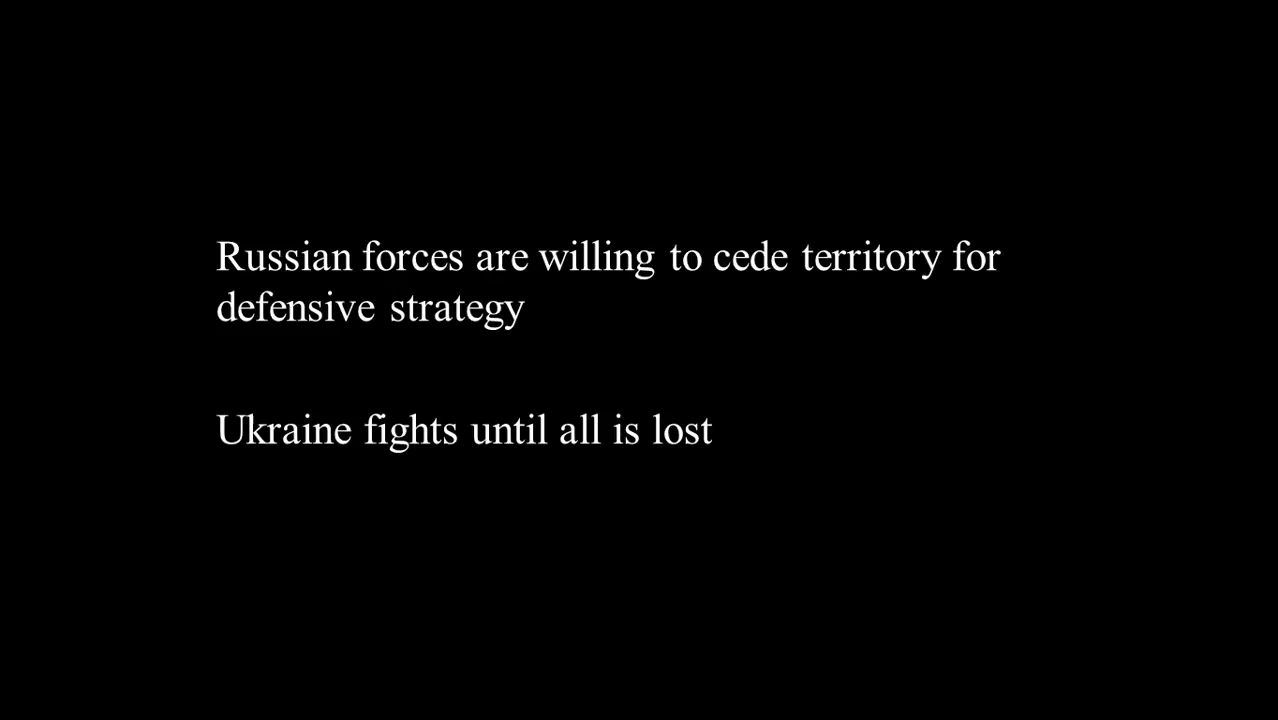 Russian forces are willing to cede territory for
defensive strategy
Ukraine fights until all is lost